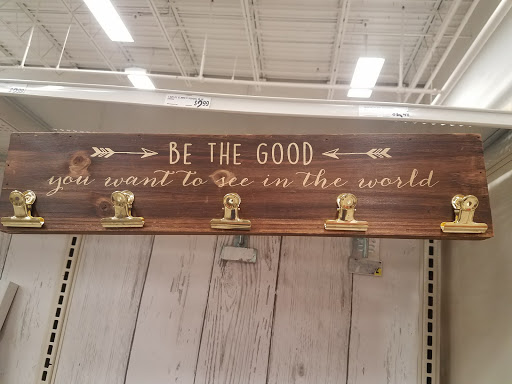 BE THE GOOD
you want to see in the world